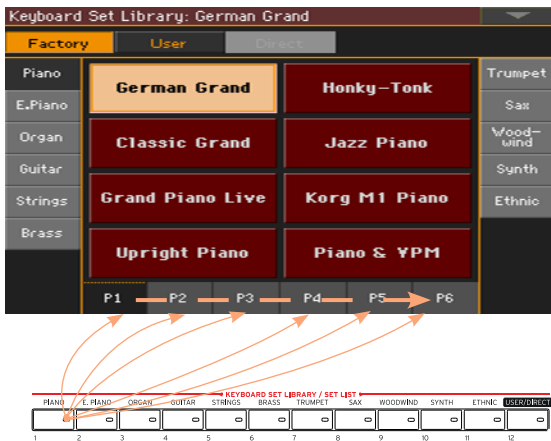 Keyboard Set Library: German Grand
Factory User Direct
Piano
E.Piano
Organ
Guitar
Strings
Brass
German Grand Honky-Tonk
Classic Grand Jazz Piano
Grand Piano Live Korg M1 Piano
Upright Piano Piano & YPM
Trumpet
Sax
Wood-
wind
Synth
Ethnic
P1 P2 P3 P4 P5 P6
KEYBOARD SET LIBRARY / SET LIST
PIANO E. PIANO ORGAN GUITAR STRINGS BRASS TRUMPET SAX WOODWIND SYNTH ETHNIC USER/DIRECT
1 2 3 4 5 6 7 8 9 10 11 12